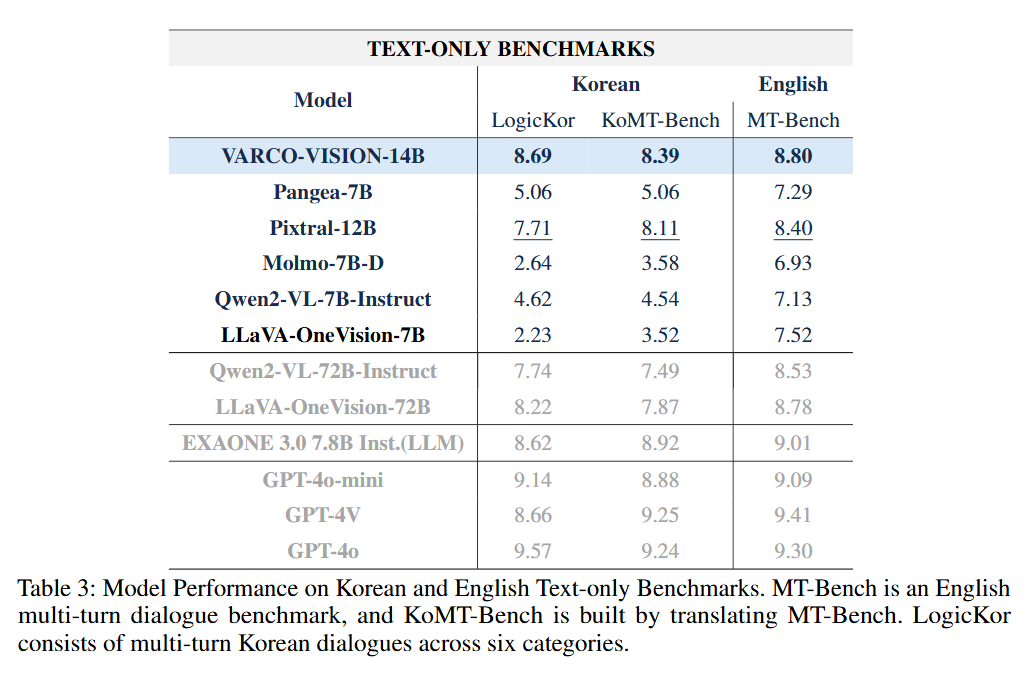 TEXT-ONLY BENCHMARKS
Model Korean English
LogicKor KoMT-Bench MT-Bench
VARCO-VISION-14B 8.69 8.39 8.80
Pangea-7B 5.06 5.06 7.29
Pixtral-12B 7.71 8.11 8.40
Molmo-7B-D 2.64 3.58 6.93
Qwen2-VL-7B-Instruct 4.62 4.54 7.13
LLaVA-OneVision-7B 2.23 3.52 7.52
Qwen2-VL-72B-Instruct 7.74 7.49 8.53
LLaVA-OneVision-72B 8.22 7.87 8.78
EXAONE 3.0 7.8B Inst.(LLM) 8.62 8.92 9.01
GPT-4o-mini 9.14 8.88 9.09
GPT-4V 8.66 9.25 9.41
GPT-4o 9.57 9.24 9.30
Table 3: Model Performance on Korean and English Text-only Benchmarks. MT-Bench is an English
multi-turn dialogue benchmark, and KoMT-Bench is built by translating MT-Bench. LogicKor
consists of multi-turn Korean dialogues across six categories.